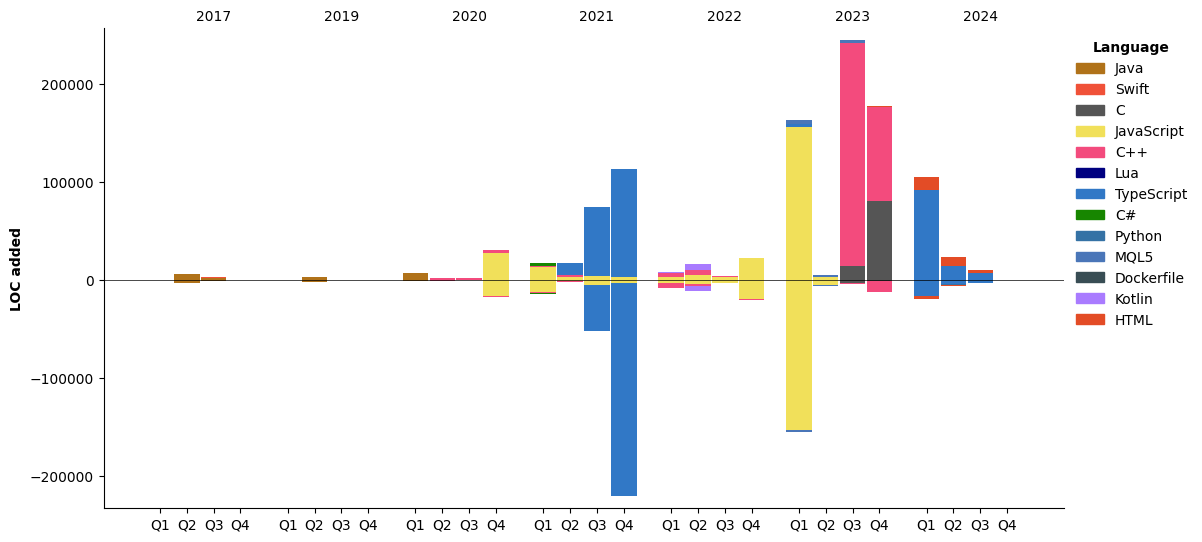 2017 2019 2020 2021 2022 2023 2024
LOC added
200000
100000
0
−100000
−200000
Q1 Q2 Q3 Q4 Q1 Q2 Q3 Q4 Q1 Q2 Q3 Q4 Q1 Q2 Q3 Q4 Q1 Q2 Q3 Q4 Q1 Q2 Q3 Q4 Q1 Q2 Q3 Q4
Language
Java
Swift
C
JavaScript
C++
Lua
TypeScript
C#
Python
MQL5
Dockerfile
Kotlin
HTML